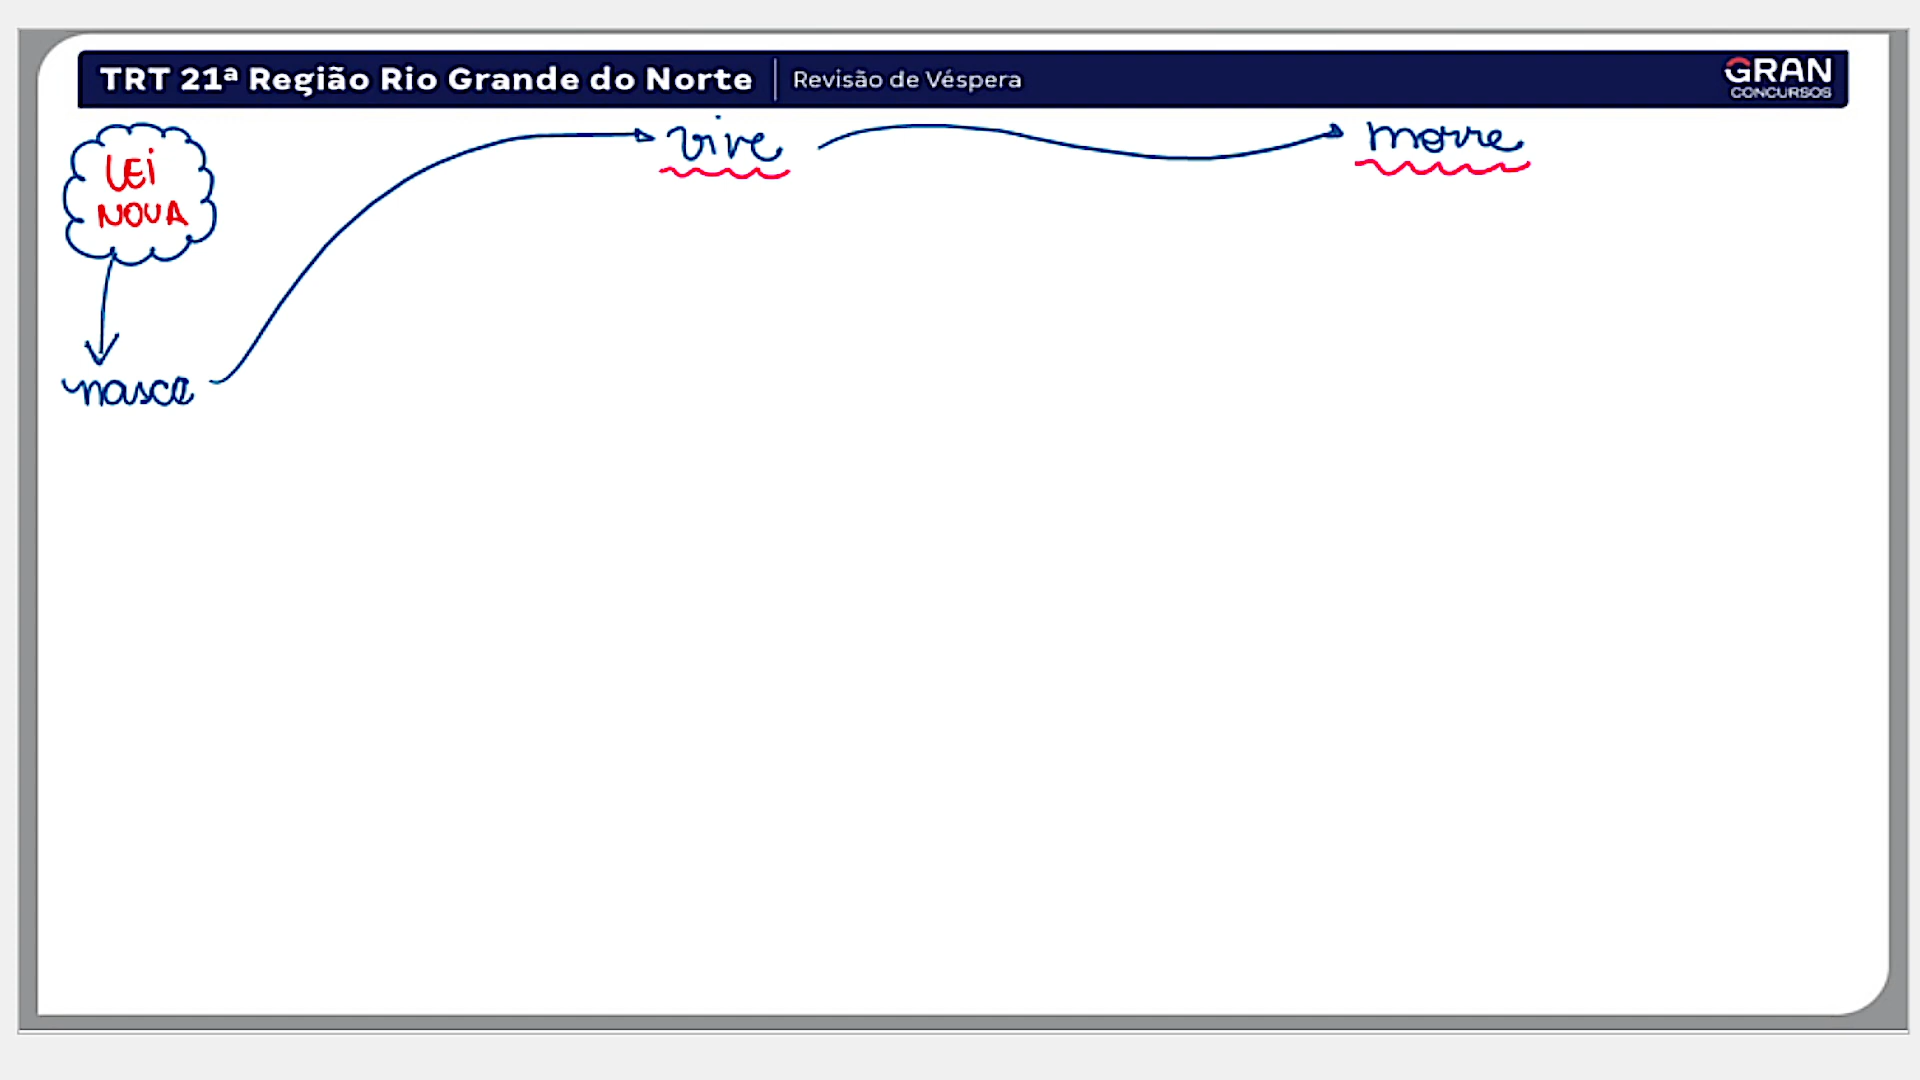 TRT 21ª Região Rio Grande do Norte
Revisão de Véspera
GRAN
CONCURSOS
LEI
NOVA
nasce
vive
morre